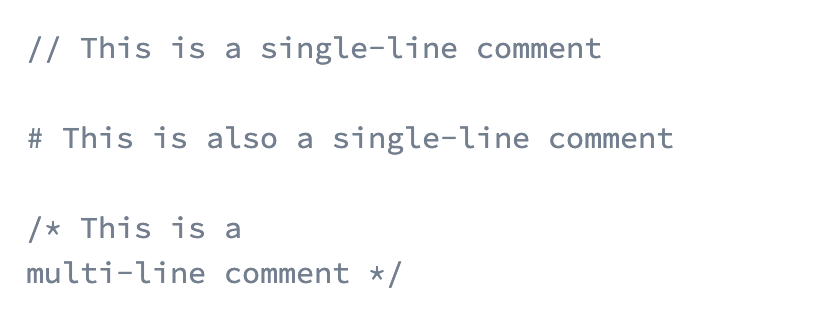 // This is a single-line comment
# This is also a single-line comment
/* This is a
multi-line comment */